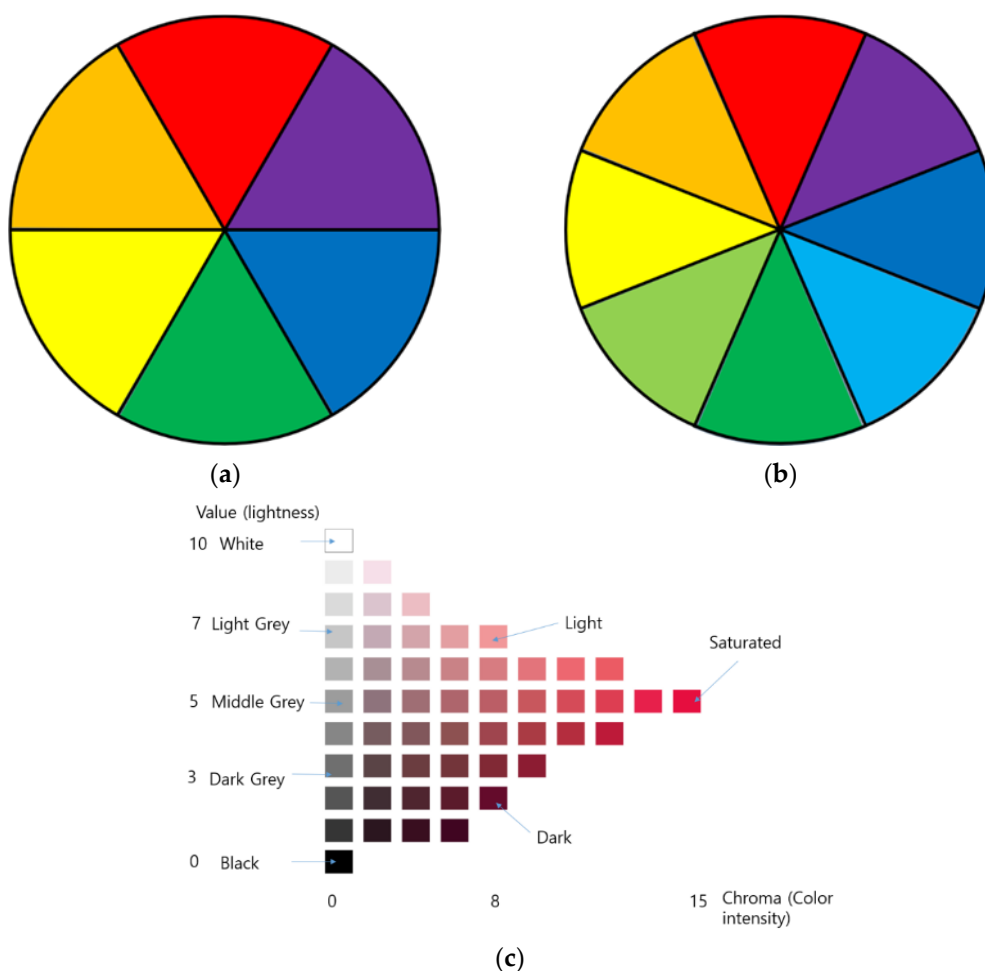 (a)
(b)
Value (lightness)
10 White
7 Light Grey
Light
Saturated
5 Middle Grey
3 Dark Grey
Dark
0 Black
0 8 15 Chroma (Color
intensity)
(c)